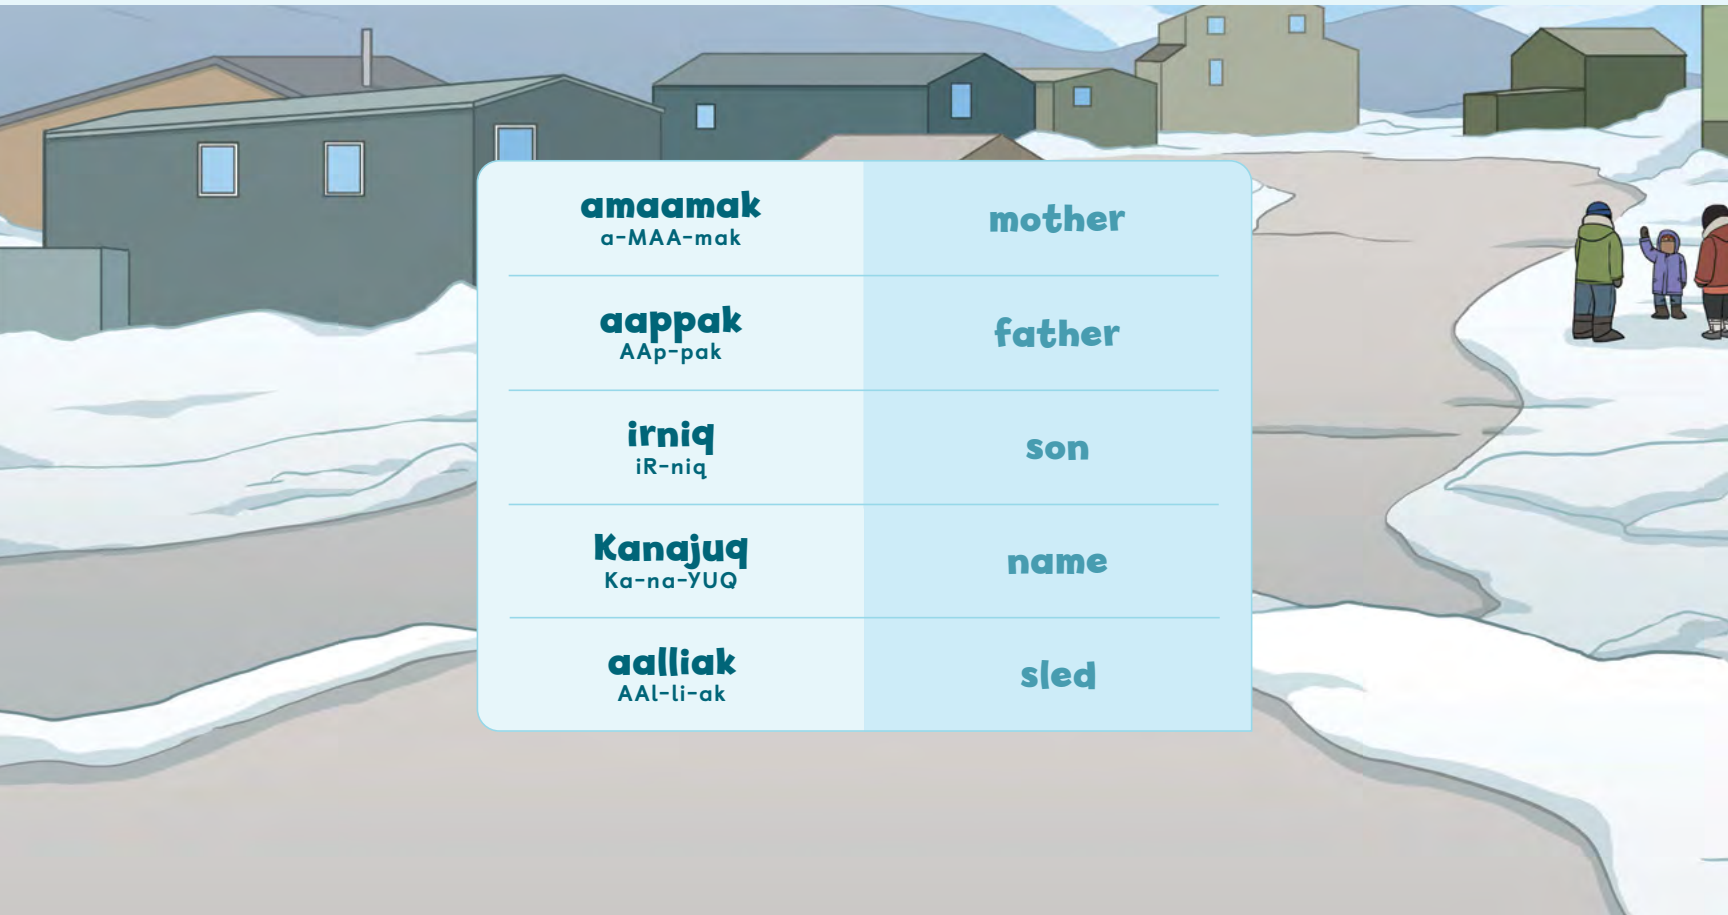 amaamak
a-MAA-mak
mother
aappak
AAp-pak
father
irniq
iR-niq
son
Kanajuq
Ka-na-YUQ
name
aalliak
AAl-li-ak
sled